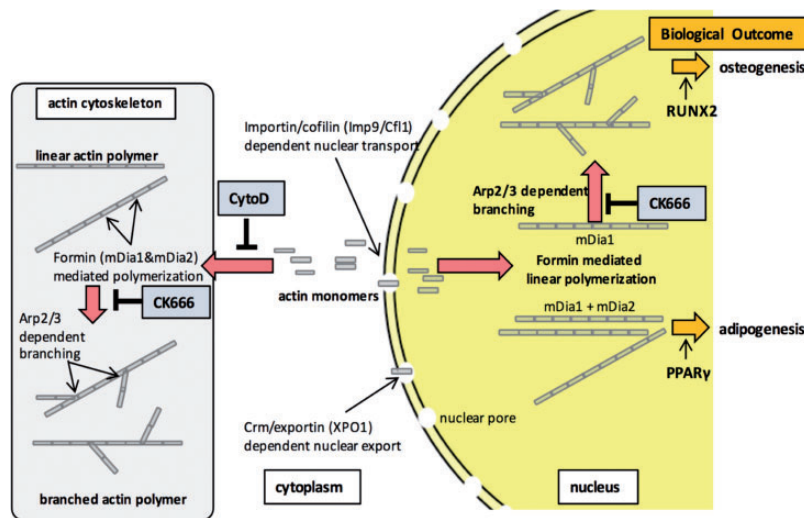 actin cytoskeleton
linear actin polymer
Formin (mDia1&mDia2)
mediated polymerization
CK666
Arp2/3
dependent
branching
branched actin polymer
CytoD
Importin/cofilin (Imp9/Cfl1)
dependent nuclear transport
actin monomers
Crm/exportin (XPO1)
dependent nuclear export
cytoplasm
nuclear pore
nucleus
Biological Outcome
osteogenesis
RUNX2
Arp2/3 dependent
branching
CK666
mDia1
Formin mediated
linear polymerization
mDia1 + mDia2
adipogenesis
PPARγ